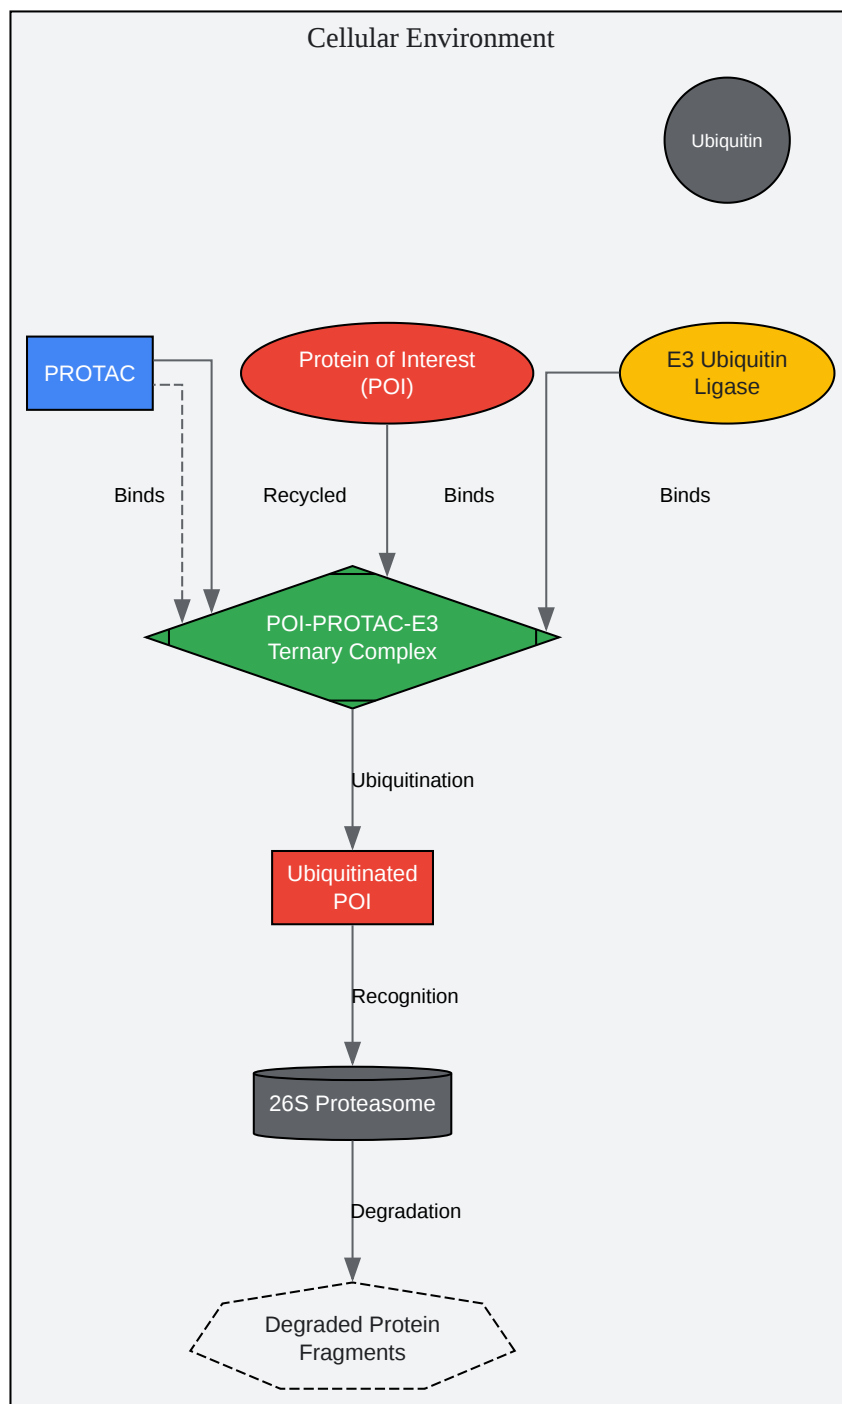 Cellular Environment
Ubiquitin
PROTAC
Protein of Interest
(POI)
E3 Ubiquitin
Ligase
Binds
Recycled
Binds
Binds
POI-PROTAC-E3
Ternary Complex
Ubiquitination
Ubiquitinated
POI
Recognition
26S Proteasome
Degradation
Degraded Protein
Fragments